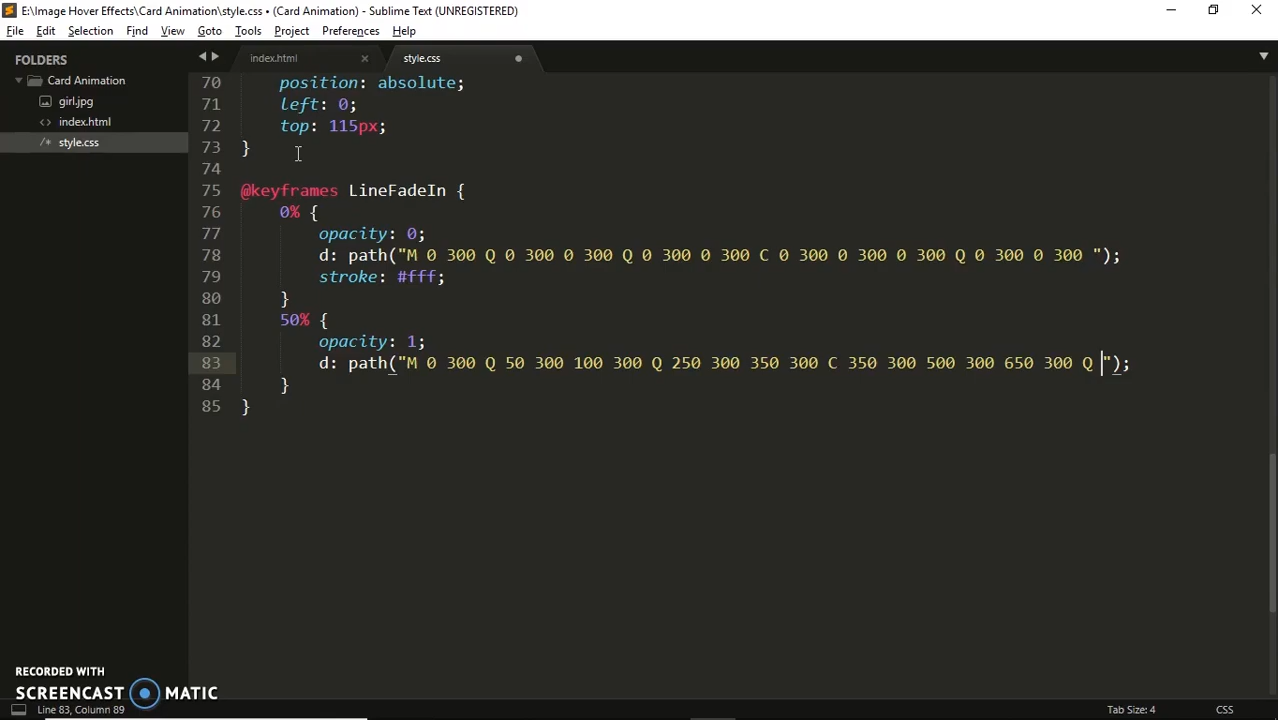 E:\Image Hover Effects\Card Animation\style.css • (Card Animation) - Sublime Text (UNREGISTERED)
File Edit Selection Find View Goto Tools Project Preferences Help
FOLDERS
Card Animation
girl.jpg
index.html
/* style.css
index.html × style.css
70 position: absolute;
71 left: 0;
72 top: 115px;
73 }
74
75 @keyframes LineFadeIn {
76 0% {
77 opacity: 0;
78 d: path("M 0 300 Q 0 300 0 300 Q 0 300 0 300 C 0 300 0 300 0 300 Q 0 300 0 300 ");
79 stroke: #fff;
80 }
81 50% {
82 opacity: 1;
83 d: path("M 0 300 Q 50 300 100 300 Q 250 300 350 300 C 350 300 500 300 650 300 Q ");
84 }
85 }
RECORDED WITH
SCREENCAST MATIC
Line 83, Column 89
Tab Size: 4
CSS